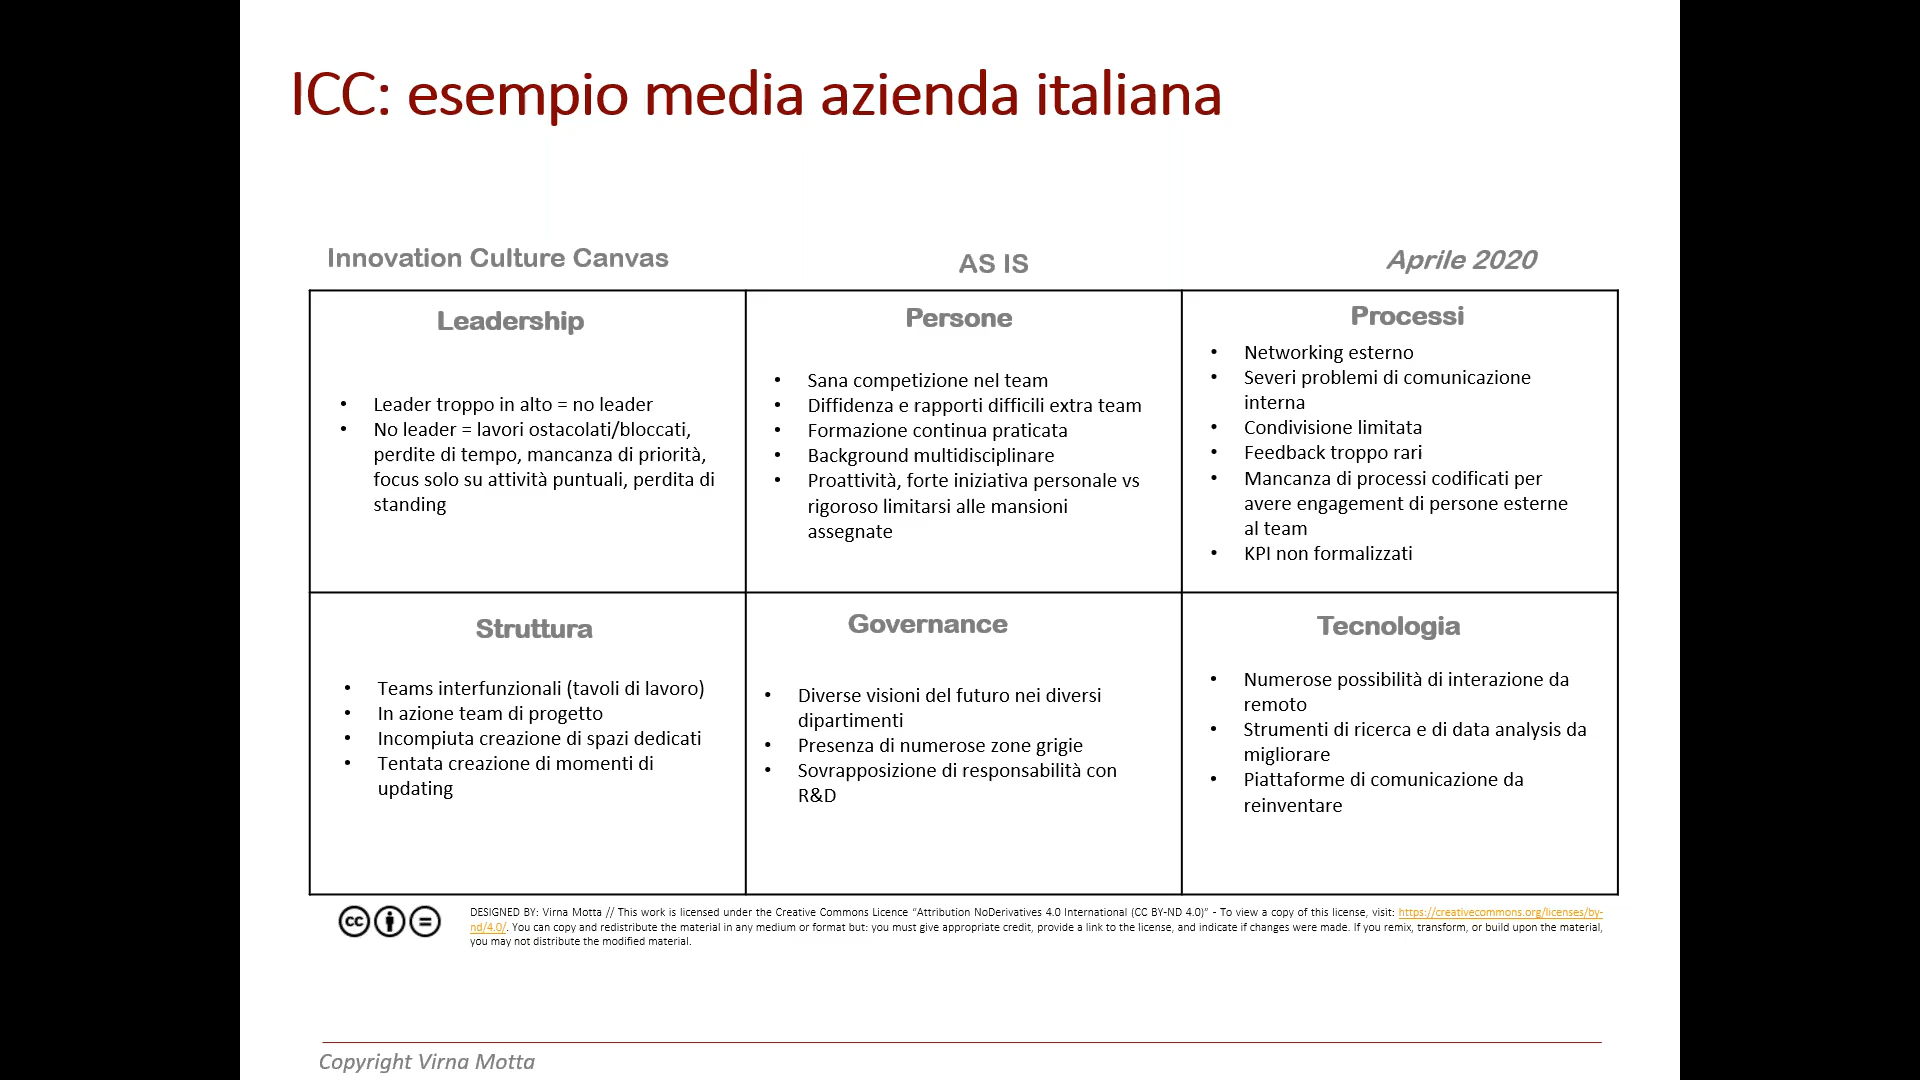 ICC: esempio media azienda italiana
Innovation Culture Canvas
AS IS
Aprile 2020
Leadership
• Leader troppo in alto = no leader
• No leader = lavori ostacolati/bloccati,
perdite di tempo, mancanza di priorità,
focus solo su attività puntuali, perdita di
standing
Persone
• Sana competizione nel team
• Diffidenza e rapporti difficili extra team
• Formazione continua praticata
• Background multidisciplinare
• Proattività, forte iniziativa personale vs
rigoroso limitarsi alle mansioni
assegnate
Processi
• Networking esterno
• Severi problemi di comunicazione
interna
• Condivisione limitata
• Feedback troppo rari
• Mancanza di processi codificati per
avere engagement di persone esterne
al team
• KPI non formalizzati
Struttura
• Teams interfunzionali (tavoli di lavoro)
• In azione team di progetto
• Incompiuta creazione di spazi dedicati
• Tentata creazione di momenti di
updating
Governance
• Diverse visioni del futuro nei diversi
dipartimenti
• Presenza di numerose zone grigie
• Sovrapposizione di responsabilità con
R&D
Tecnologia
• Numerose possibilità di interazione da
remoto
• Strumenti di ricerca e di data analysis da
migliorare
• Piattaforme di comunicazione da
reinventare
cc
DESIGNED BY: Virna Motta // This work is licensed under the Creative Commons Licence “Attribution NoDerivatives 4.0 International (CC BY-ND 4.0)” - To view a copy of this license, visit: https://creativecommons.org/licenses/by-
nd/4.0/. You can copy and redistribute the material in any medium or format but: you must give appropriate credit, provide a link to the license, and indicate if changes were made. If you remix, transform, or build upon the material,
you may not distribute the modified material.
Copyright Virna Motta